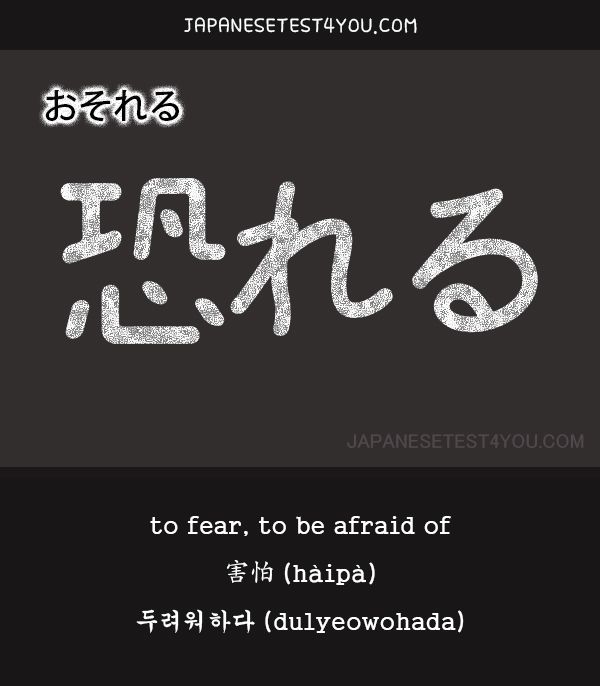 JAPANESETEST4YOU.COM
おそれる
恐れる
JAPANESETEST4YOU.COM
to fear, to be afraid of
害怕 (hàipà)
두려워하다 (dulyeowohada)